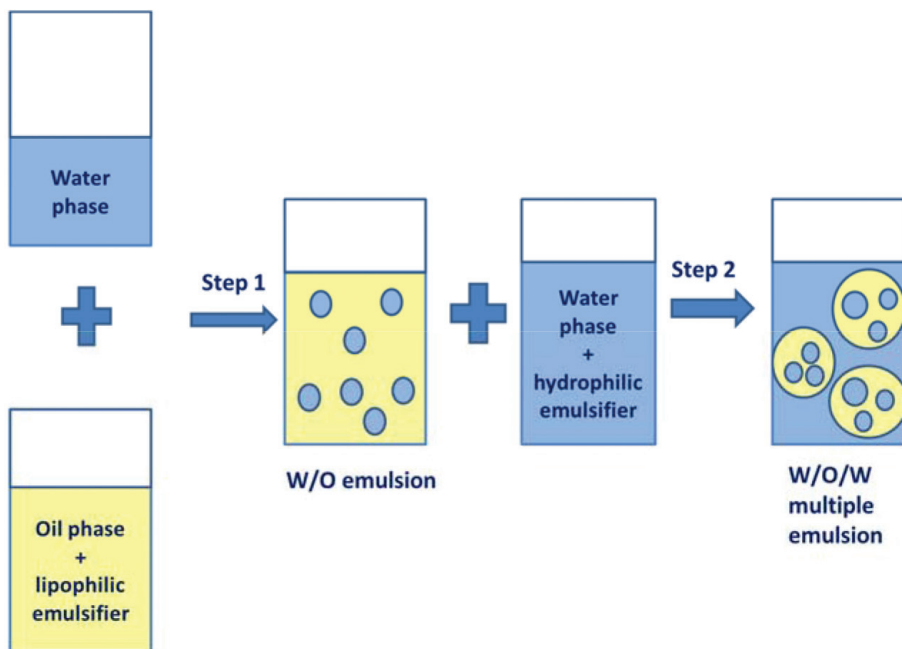 Water
phase
Oil phase
+
lipophilic
emulsifier
Step 1
W/O emulsion
Water
phase
+
hydrophilic
emulsifier
Step 2
W/O/W
multiple
emulsion